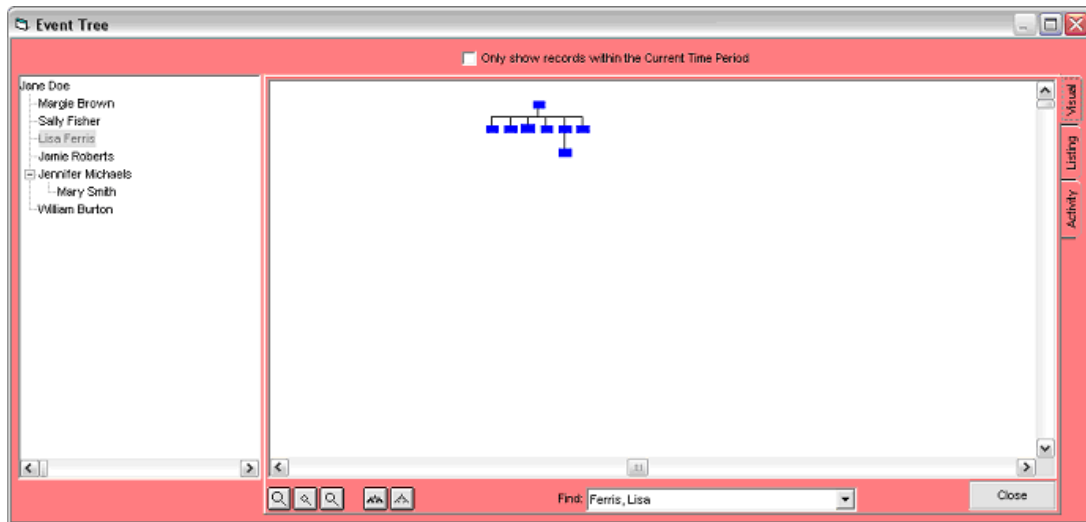 Event Tree
Only show records within the Current Time Period
Jane Doe
Margie Brown
Sally Fisher
Lisa Ferris
Jamie Roberts
Jennifer Michaels
Mary Smith
William Burton
Visual
Listing
Activity
Find: Ferris, Lisa
Close